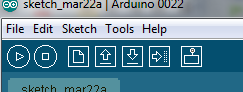 sketch_mar22a | Arduino 0022
File Edit Sketch Tools Help
sketch_mar22a